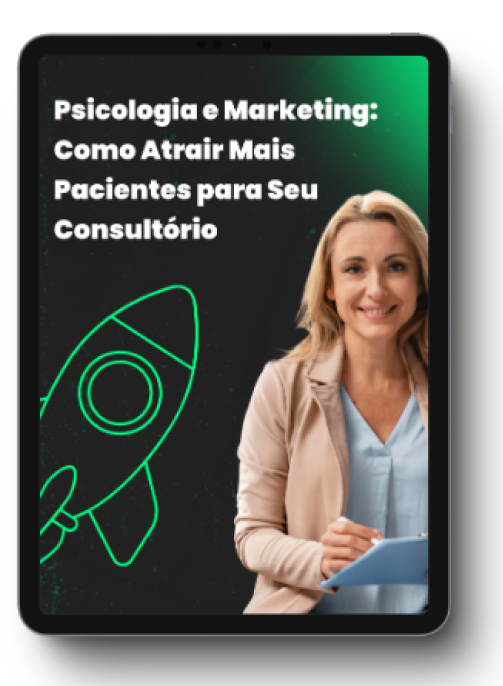 Psicologia e Marketing:
Como Atrair Mais
Pacientes para Seu
Consultório